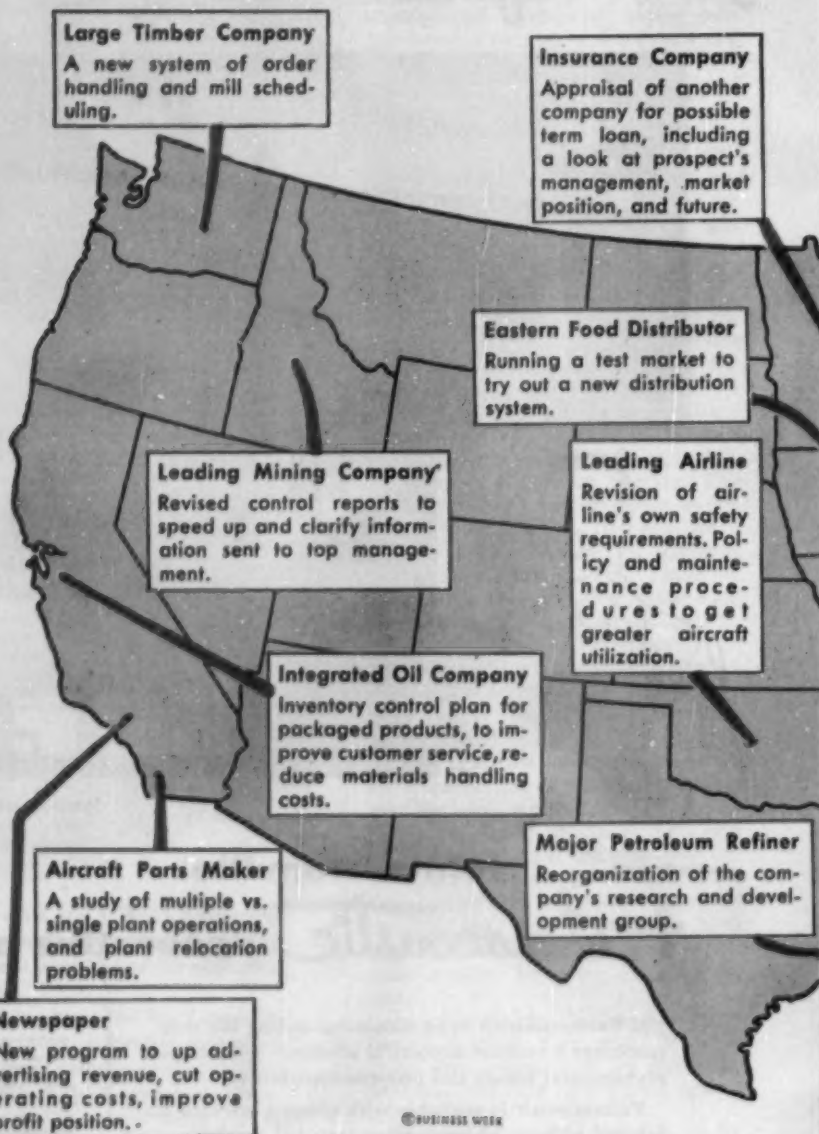 Large Timber Company
A new system of order
handling and mill sched-
uling.
Insurance Company
Appraisal of another
company for possible
term loan, including
a look at prospect's
management, market
position, and future.
Eastern Food Distributor
Running a test market to
try out a new distribution
system.
Leading Mining Company
Revised control reports to
speed up and clarify inform-
ation sent to top manage-
ment.
Leading Airline
Revision of air-
line's own safety
requirements. Pol-
icy and mainte-
nance proce-
dures to get
greater aircraft
utilization.
Integrated Oil Company
Inventory control plan for
packaged products, to im-
prove customer service, re-
duce materials handling
costs.
Major Petroleum Refiner
Reorganization of the com-
pany's research and devel-
opment group.
Aircraft Parts Maker
A study of multiple vs.
single plant operations,
and plant relocation
problems.
Newspaper
New program to up ad-
vertising revenue, cut op-
erating costs, improve
profit position.
©BUSINESS WEEK